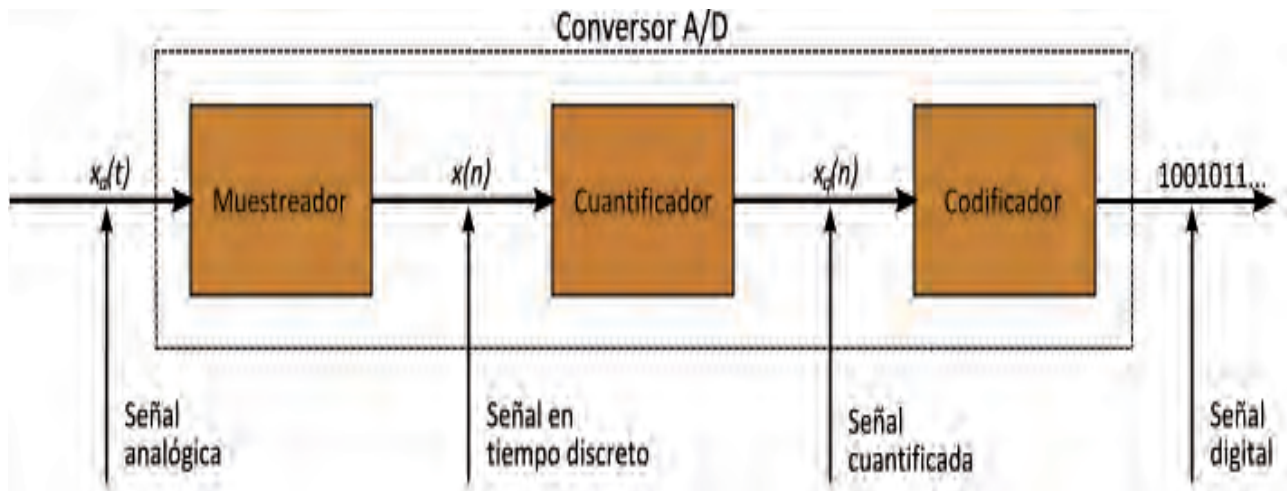 Conversor A/D
xa(t)
Muestreador
x(n)
Cuantificador
xq(n)
Codificador
1001011...
Señal
analógica
Señal en
tiempo discreto
Señal
cuantificada
Señal
digital